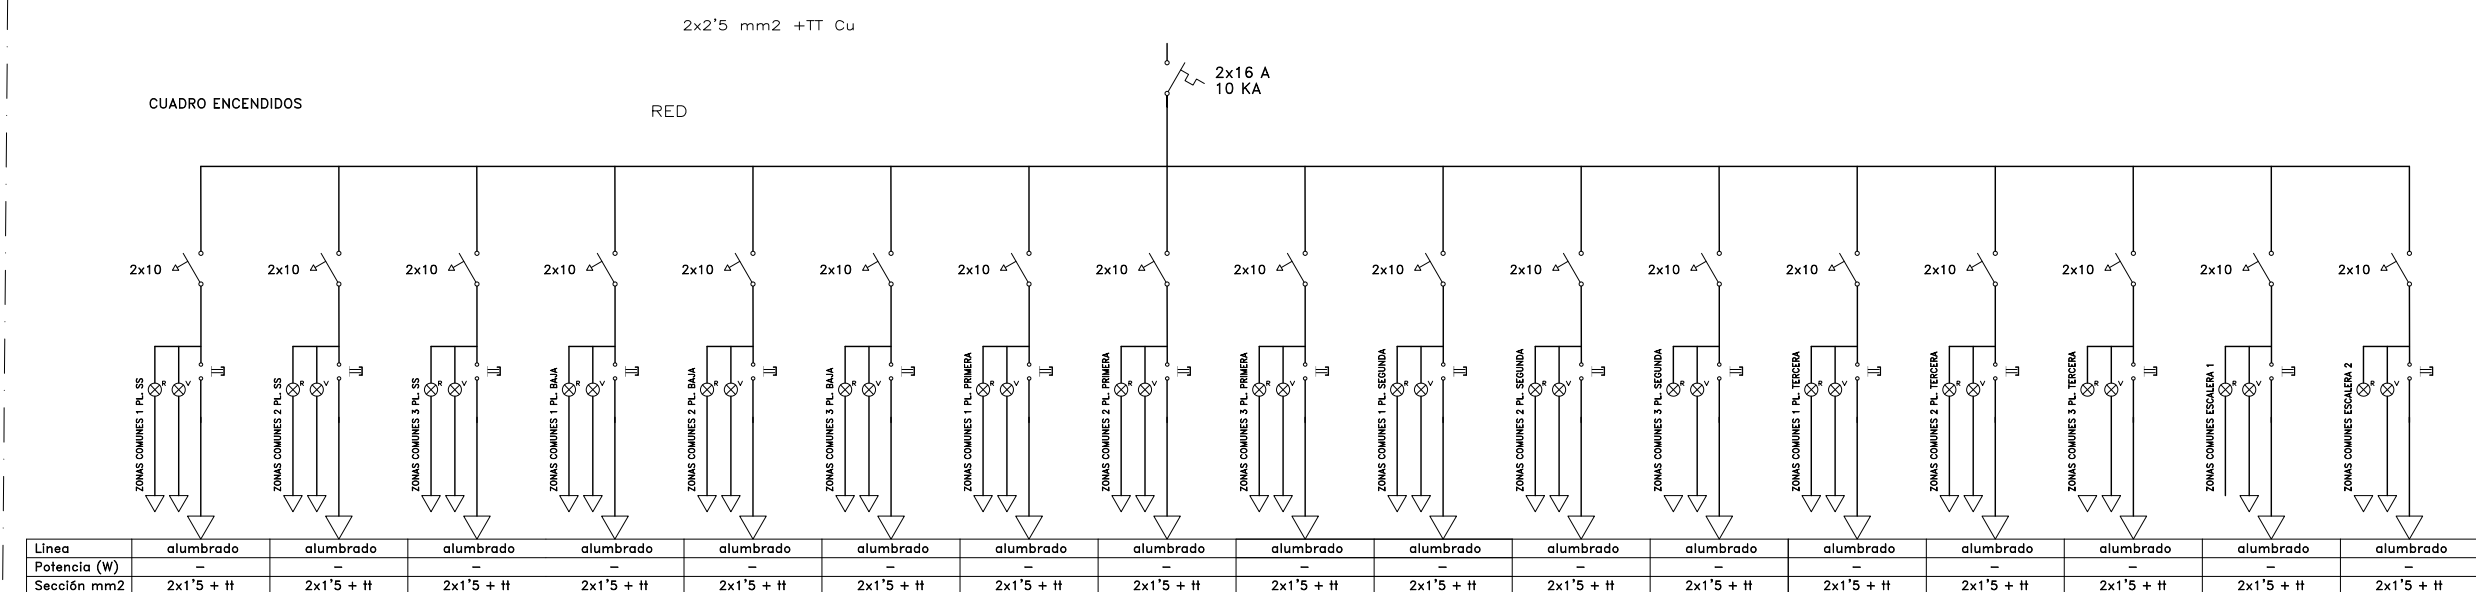 2x2'5 mm2 +TT Cu
2x16 A
10 KA
CUADRO ENCENDIDOS
RED
2x10 2x10 2x10 2x10 2x10 2x10 2x10 2x10 2x10 2x10 2x10 2x10 2x10 2x10 2x10 2x10 2x10
ZONAS COMUNES 1 PL. SS
R V
ZONAS COMUNES 2 PL. SS
R V
ZONAS COMUNES 3 PL. SS
R V
ZONAS COMUNES 1 PL. BAJA
R V
ZONAS COMUNES 2 PL. BAJA
R V
ZONAS COMUNES 3 PL. BAJA
R V
ZONAS COMUNES 1 PL. PRIMERA
R V
ZONAS COMUNES 2 PL. PRIMERA
R V
ZONAS COMUNES 3 PL. PRIMERA
R V
ZONAS COMUNES 1 PL. SEGUNDA
R V
ZONAS COMUNES 2 PL. SEGUNDA
R V
ZONAS COMUNES 3 PL. SEGUNDA
R V
ZONAS COMUNES 1 PL. TERCERA
R V
ZONAS COMUNES 2 PL. TERCERA
R V
ZONAS COMUNES 3 PL. TERCERA
R V
ZONAS COMUNES ESCALERA 1
R V
ZONAS COMUNES ESCALERA 2
R V
Linea alumbrado alumbrado alumbrado alumbrado alumbrado alumbrado alumbrado alumbrado alumbrado alumbrado alumbrado alumbrado alumbrado alumbrado alumbrado alumbrado alumbrado
Potencia (W) - - - - - - - - - - - - - - - - -
Sección mm2 2x1'5 + tt 2x1'5 + tt 2x1'5 + tt 2x1'5 + tt 2x1'5 + tt 2x1'5 + tt 2x1'5 + tt 2x1'5 + tt 2x1'5 + tt 2x1'5 + tt 2x1'5 + tt 2x1'5 + tt 2x1'5 + tt 2x1'5 + tt 2x1'5 + tt 2x1'5 + tt 2x1'5 + tt